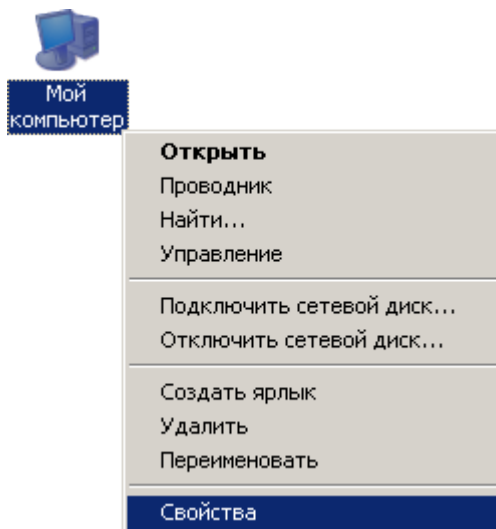 Мой
компьютер
Открыть
Проводник
Найти...
Управление
Подключить сетевой диск...
Отключить сетевой диск...
Создать ярлык
Удалить
Переименовать
Свойства